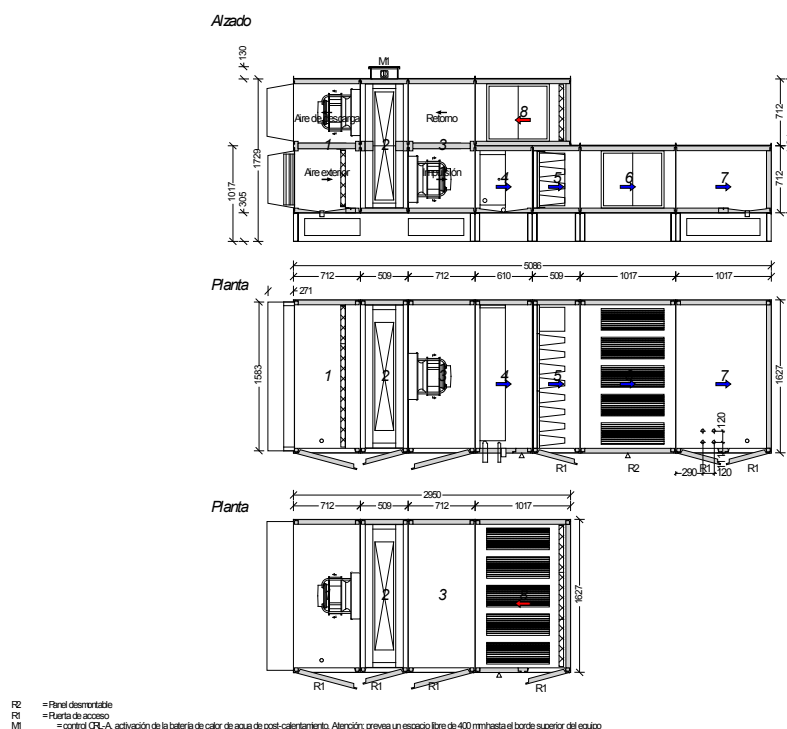 Alzado
130
M1
Aire de descarga
Retorno
8
1
2
3
Aire exterior
Impulsión
4
5
6
7
712
712
1729
1017
305
5086
712
509
712
610
509
1017
1017
Planta
271
1583
1
2
3
4
5
6
7
1627
120
R1
R2
290
R1
120
R1
2950
Planta
712
509
712
1017
2
3
8
1627
R1
R1
R1
R1
R2 = Panel desmontable
R1 = Puerta de acceso
M1 = control CRL-A, activación de la batería de calor de agua de post-calentamiento. Atención: prevea un espacio libre de 400 mm hasta el borde superior del equipo